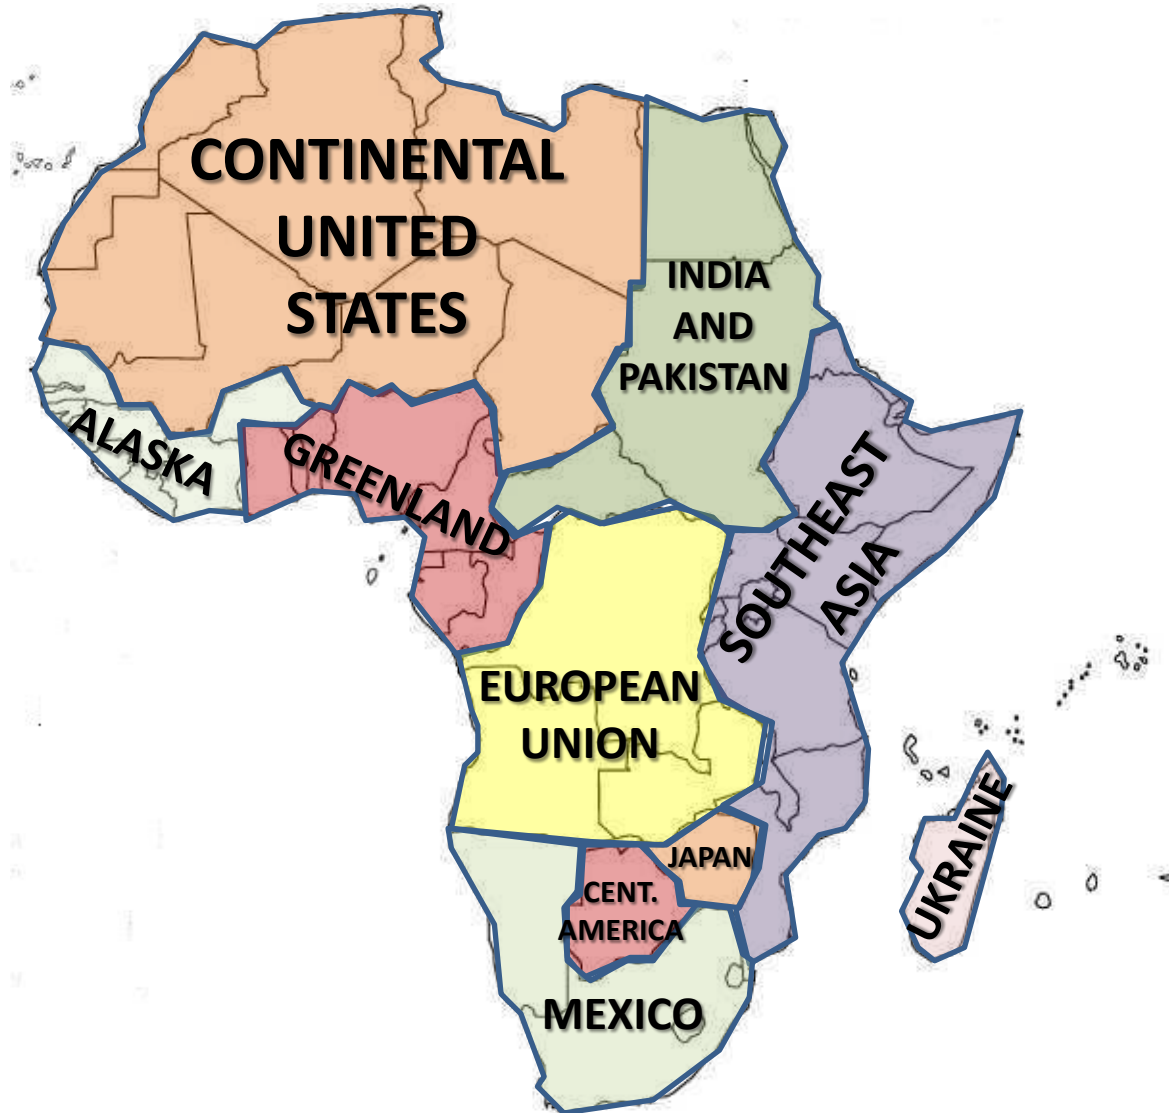 CONTINENTAL
UNITED
STATES
INDIA
AND
PAKISTAN
ALASKA
GREENLAND
SOUTHEAST
ASIA
EUROPEAN
UNION
UKRAINE
JAPAN
CENT.
AMERICA
MEXICO